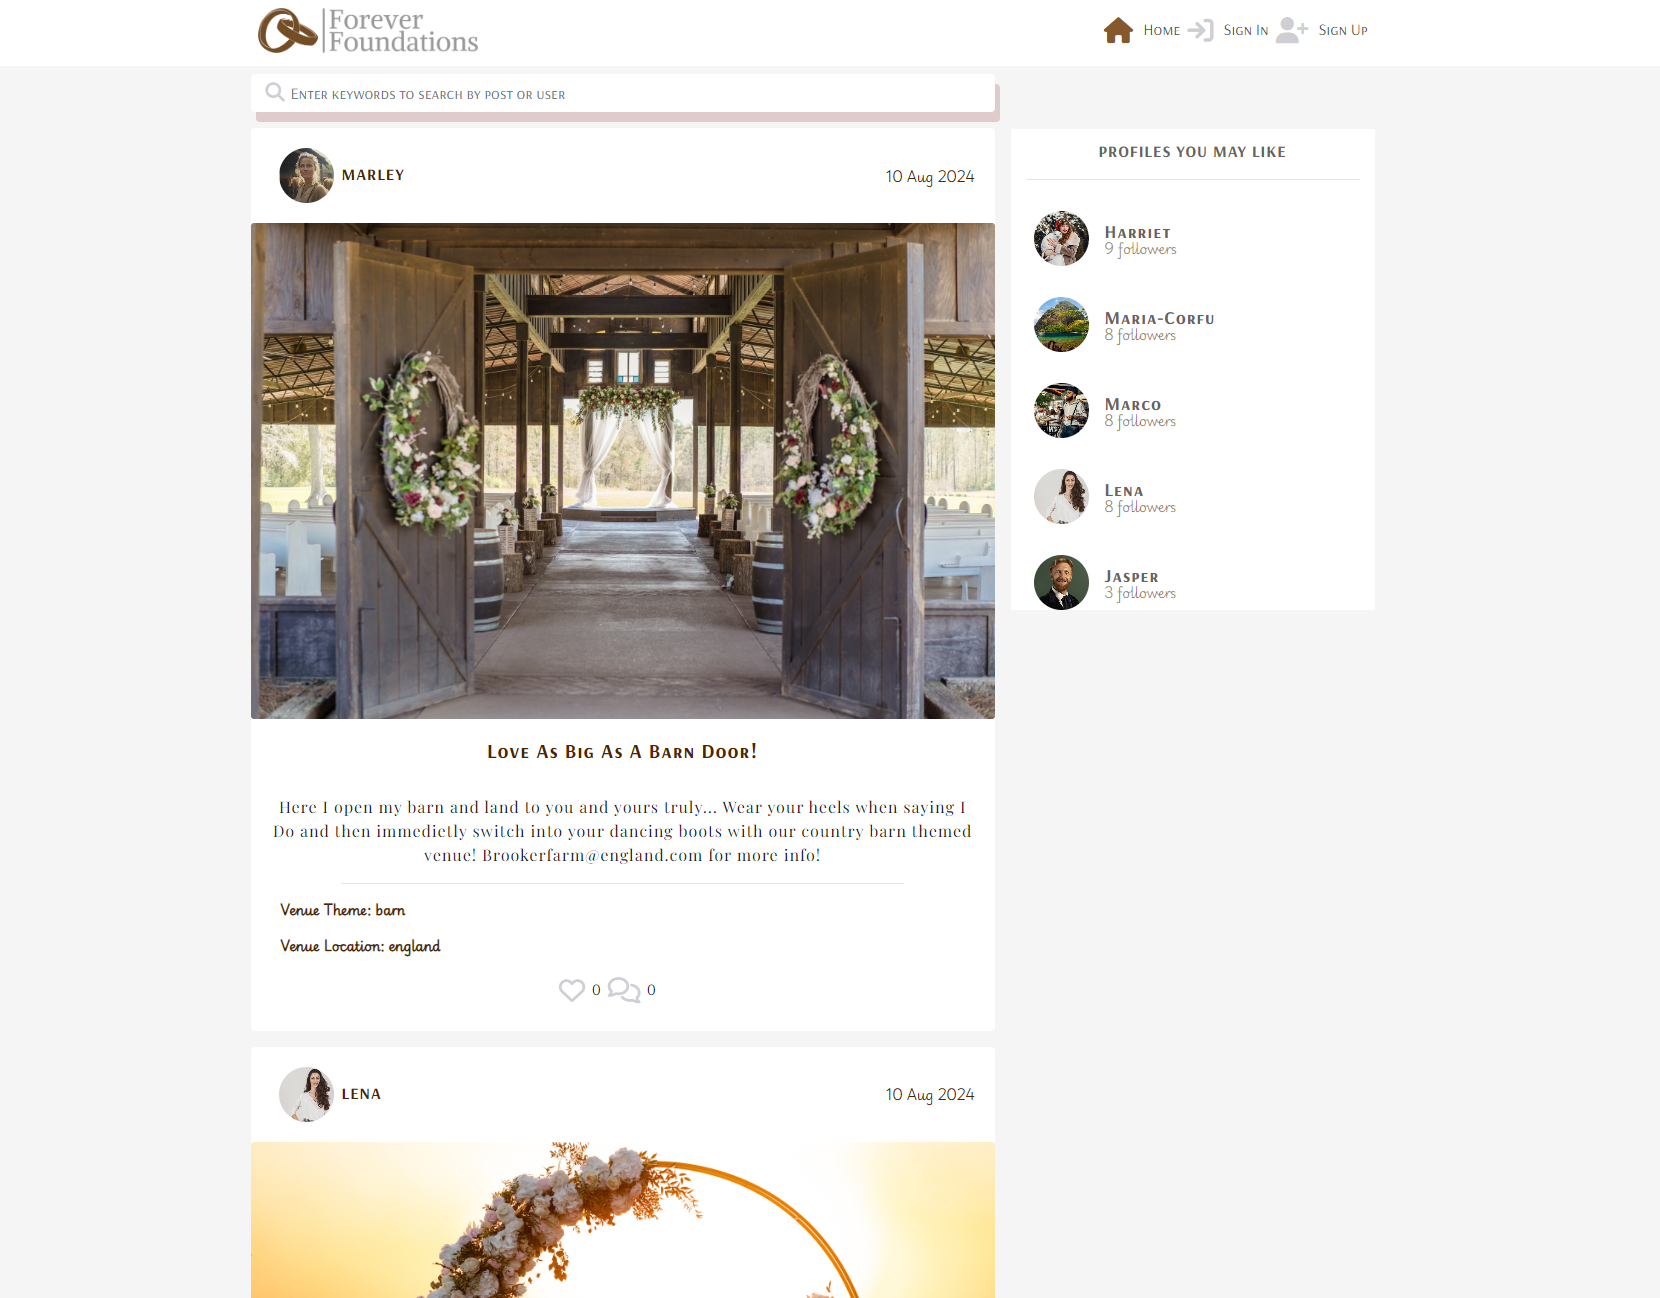 Forever
Foundations
Home
Sign In
Sign Up
Enter keywords to search by post or user
MARLEY
10 Aug 2024
Love As Big As A Barn Door!
Here I open my barn and land to you and yours truly... Wear your heels when saying I
Do and then immedietly switch into your dancing boots with our country barn themed
venue! Brookerfarm@england.com for more info!
Venue Theme: barn
Venue Location: england
0
0
LENA
10 Aug 2024
PROFILES YOU MAY LIKE
Harriet
9 followers
Maria-Corfu
8 followers
Marco
8 followers
Lena
8 followers
Jasper
3 followers